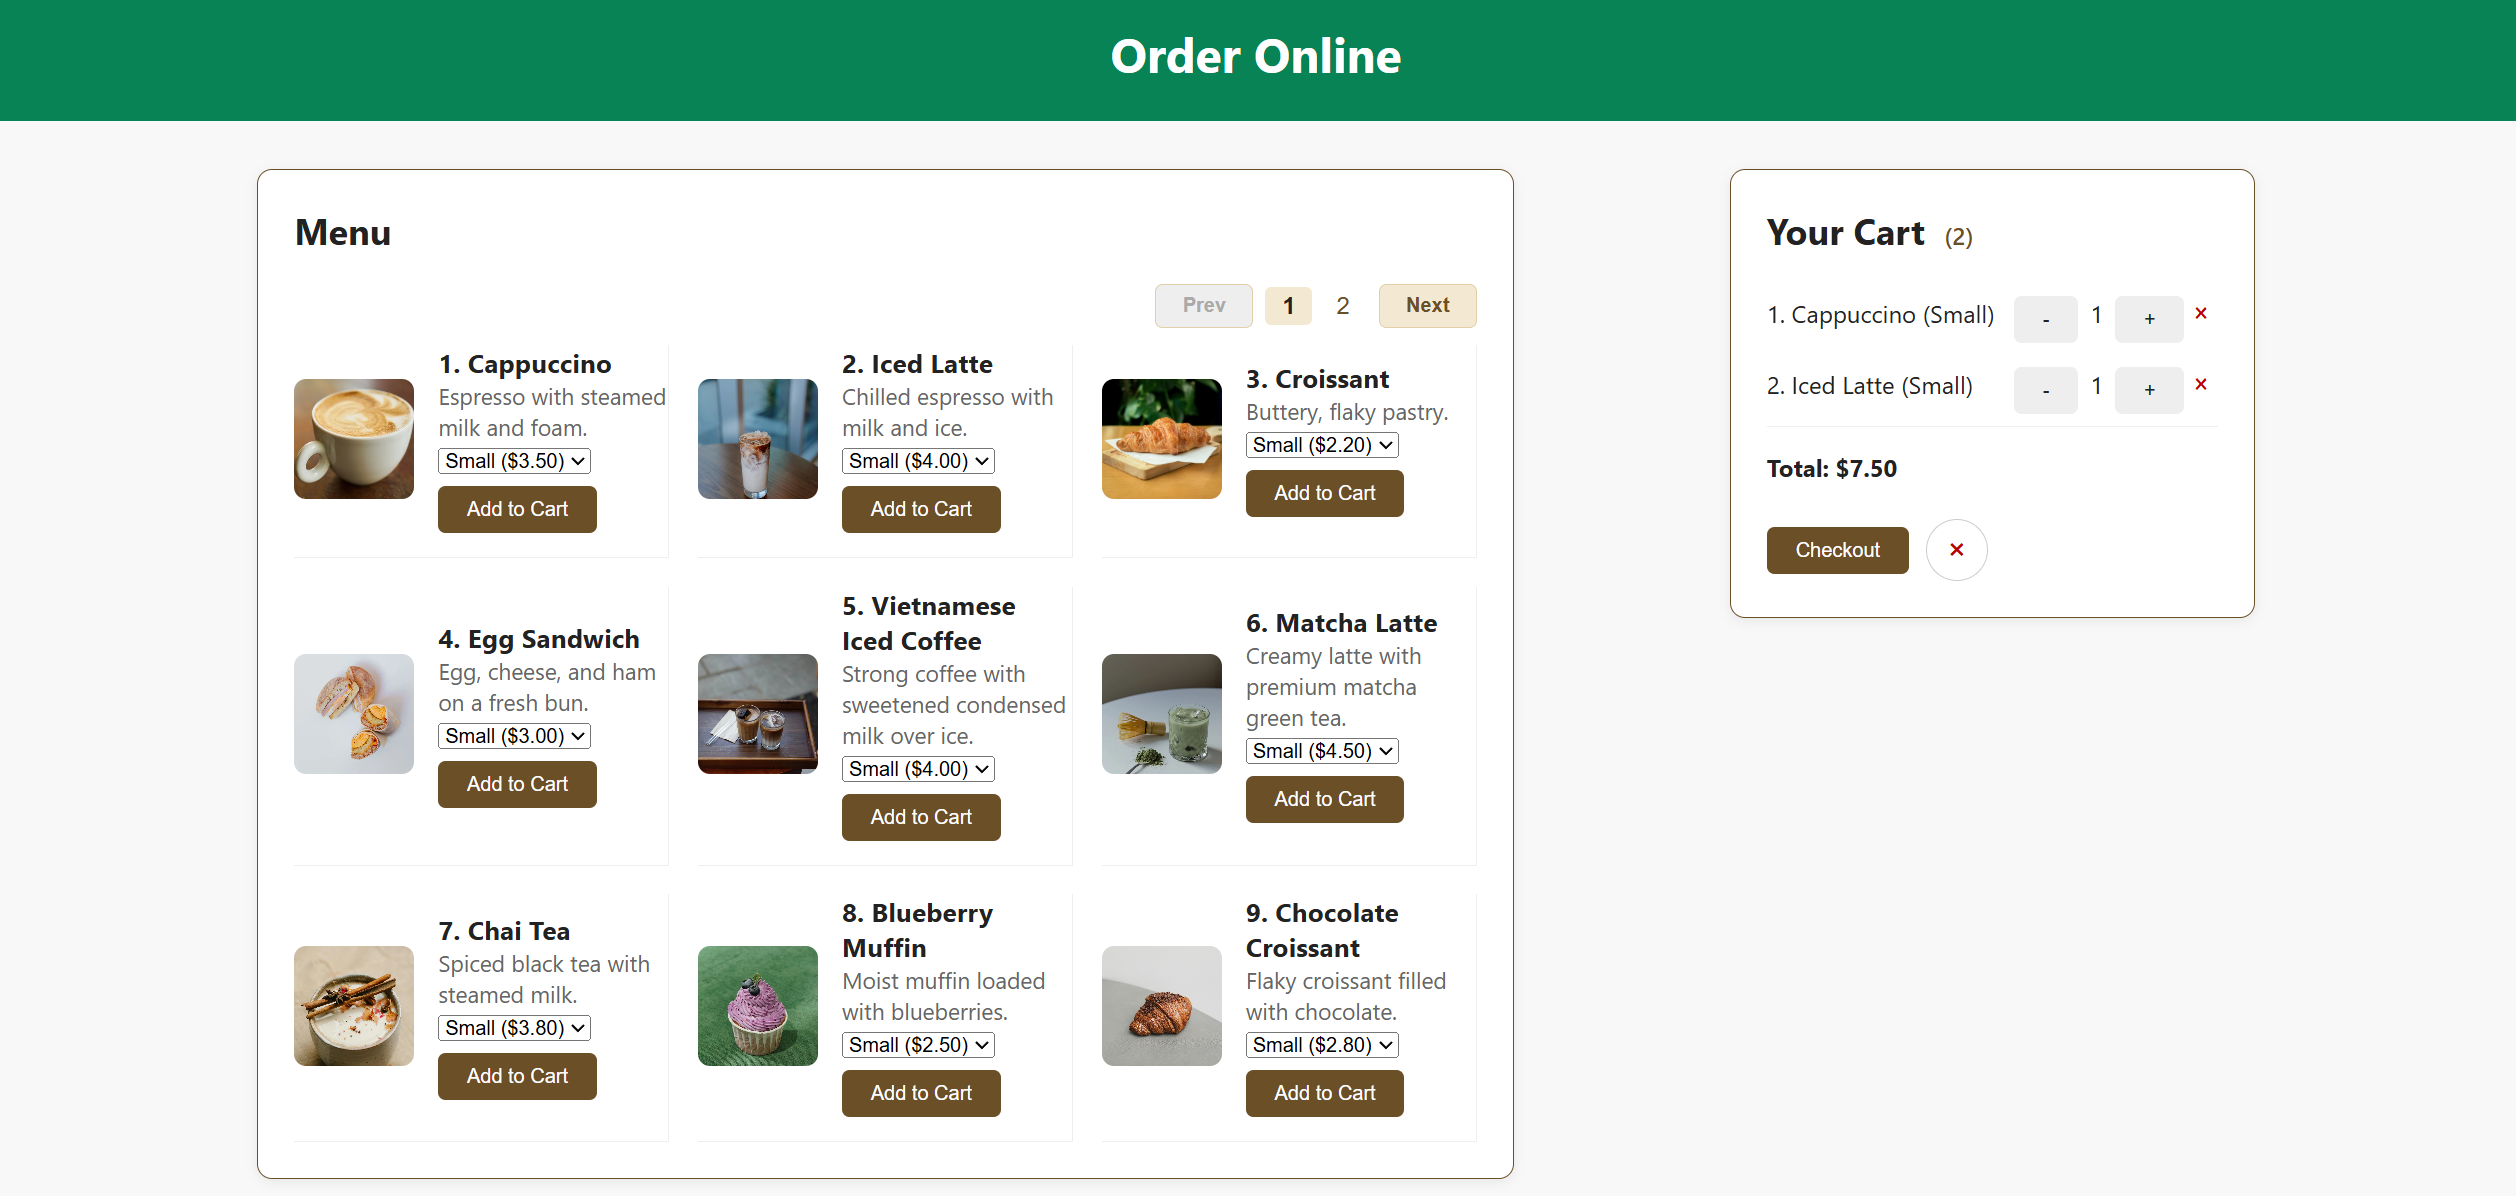 Order Online
Menu
Prev 1 2 Next
1. Cappuccino
Espresso with steamed
milk and foam.
Small ($3.50)
Add to Cart
2. Iced Latte
Chilled espresso with
milk and ice.
Small ($4.00)
Add to Cart
3. Croissant
Buttery, flaky pastry.
Small ($2.20)
Add to Cart
4. Egg Sandwich
Egg, cheese, and ham
on a fresh bun.
Small ($3.00)
Add to Cart
5. Vietnamese
Iced Coffee
Strong coffee with
sweetened condensed
milk over ice.
Small ($4.00)
Add to Cart
6. Matcha Latte
Creamy latte with
premium matcha
green tea.
Small ($4.50)
Add to Cart
7. Chai Tea
Spiced black tea with
steamed milk.
Small ($3.80)
Add to Cart
8. Blueberry
Muffin
Moist muffin loaded
with blueberries.
Small ($2.50)
Add to Cart
9. Chocolate
Croissant
Flaky croissant filled
with chocolate.
Small ($2.80)
Add to Cart
Your Cart (2)
1. Cappuccino (Small) - 1 + ×
2. Iced Latte (Small) - 1 + ×
Total: $7.50
Checkout ×